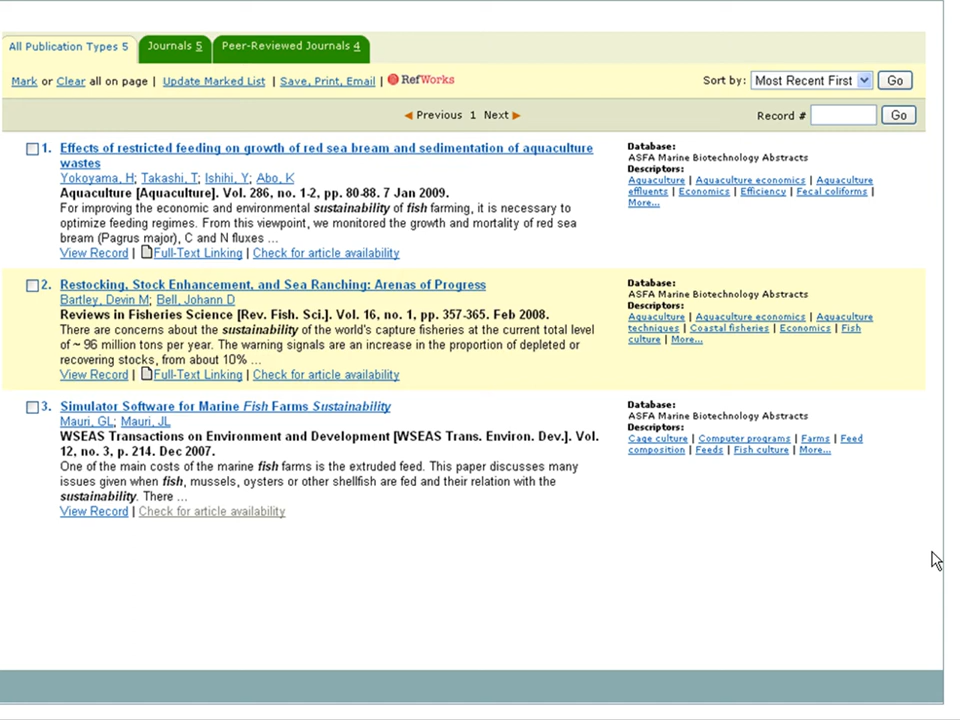 All Publication Types 5 Journals 5 Peer-Reviewed Journals 4
Mark or Clear all on page | Update Marked List | Save, Print, Email | RefWorks Sort by: Most Recent First Go
Previous 1 Next Record # Go
1. Effects of restricted feeding on growth of red sea bream and sedimentation of aquaculture
wastes
Yokoyama, H; Takashi, T; Ishihi, Y; Abo, K
Aquaculture [Aquaculture]. Vol. 286, no. 1-2, pp. 80-88. 7 Jan 2009.
For improving the economic and environmental sustainability of fish farming, it is necessary to
optimize feeding regimes. From this viewpoint, we monitored the growth and mortality of red sea
bream (Pagrus major), C and N fluxes ...
View Record | Full-Text Linking | Check for article availability
Database:
ASFA Marine Biotechnology Abstracts
Descriptors:
Aquaculture | Aquaculture economics | Aquaculture
effluents | Economics | Efficiency | Fecal coliforms |
More...
2. Restocking, Stock Enhancement, and Sea Ranching: Arenas of Progress
Bartley, Devin M; Bell, Johann D
Reviews in Fisheries Science [Rev. Fish. Sci.]. Vol. 16, no. 1, pp. 357-365. Feb 2008.
There are concerns about the sustainability of the world's capture fisheries at the current total level
of ~ 96 million tons per year. The warning signals are an increase in the proportion of depleted or
recovering stocks, from about 10% ...
View Record | Full-Text Linking | Check for article availability
Database:
ASFA Marine Biotechnology Abstracts
Descriptors:
Aquaculture | Aquaculture economics | Aquaculture
techniques | Coastal fisheries | Economics | Fish
culture | More...
3. Simulator Software for Marine Fish Farms Sustainability
Mauri, GL; Mauri, JL
WSEAS Transactions on Environment and Development [WSEAS Trans. Environ. Dev.]. Vol.
12, no. 3, p. 214. Dec 2007.
One of the main costs of the marine fish farms is the extruded feed. This paper discusses many
issues given when fish, mussels, oysters or other shellfish are fed and their relation with the
sustainability. There ...
View Record | Check for article availability
Database:
ASFA Marine Biotechnology Abstracts
Descriptors:
Cage culture | Computer programs | Farms | Feed
composition | Feeds | Fish culture | More...